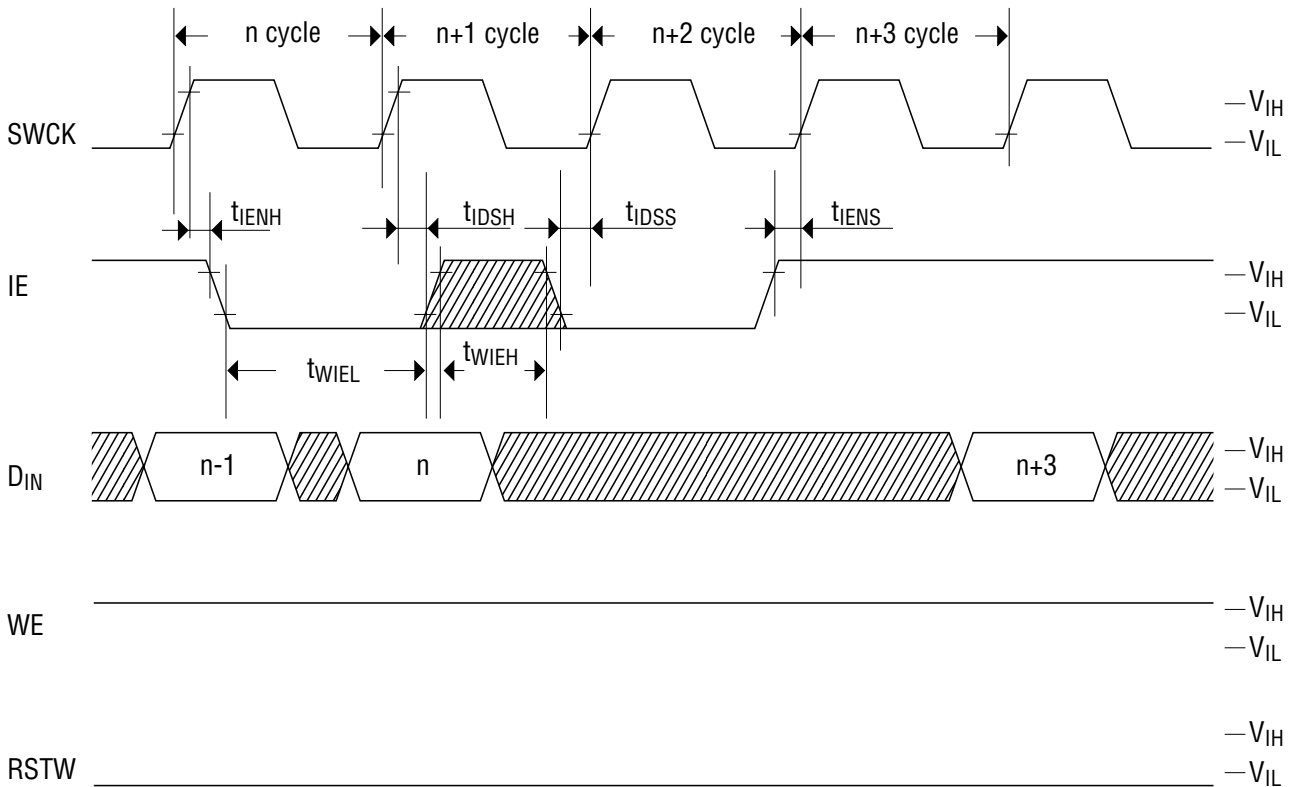 n cycle n+1 cycle n+2 cycle n+3 cycle
SWCK
—VIH
—VIL
tIENH tIDSH tIDSS tIENS
IE
—VIH
—VIL
tWIEL tWIEH
DIN n-1 n n+3
—VIH
—VIL
WE
—VIH
—VIL
RSTW
—VIH
—VIL